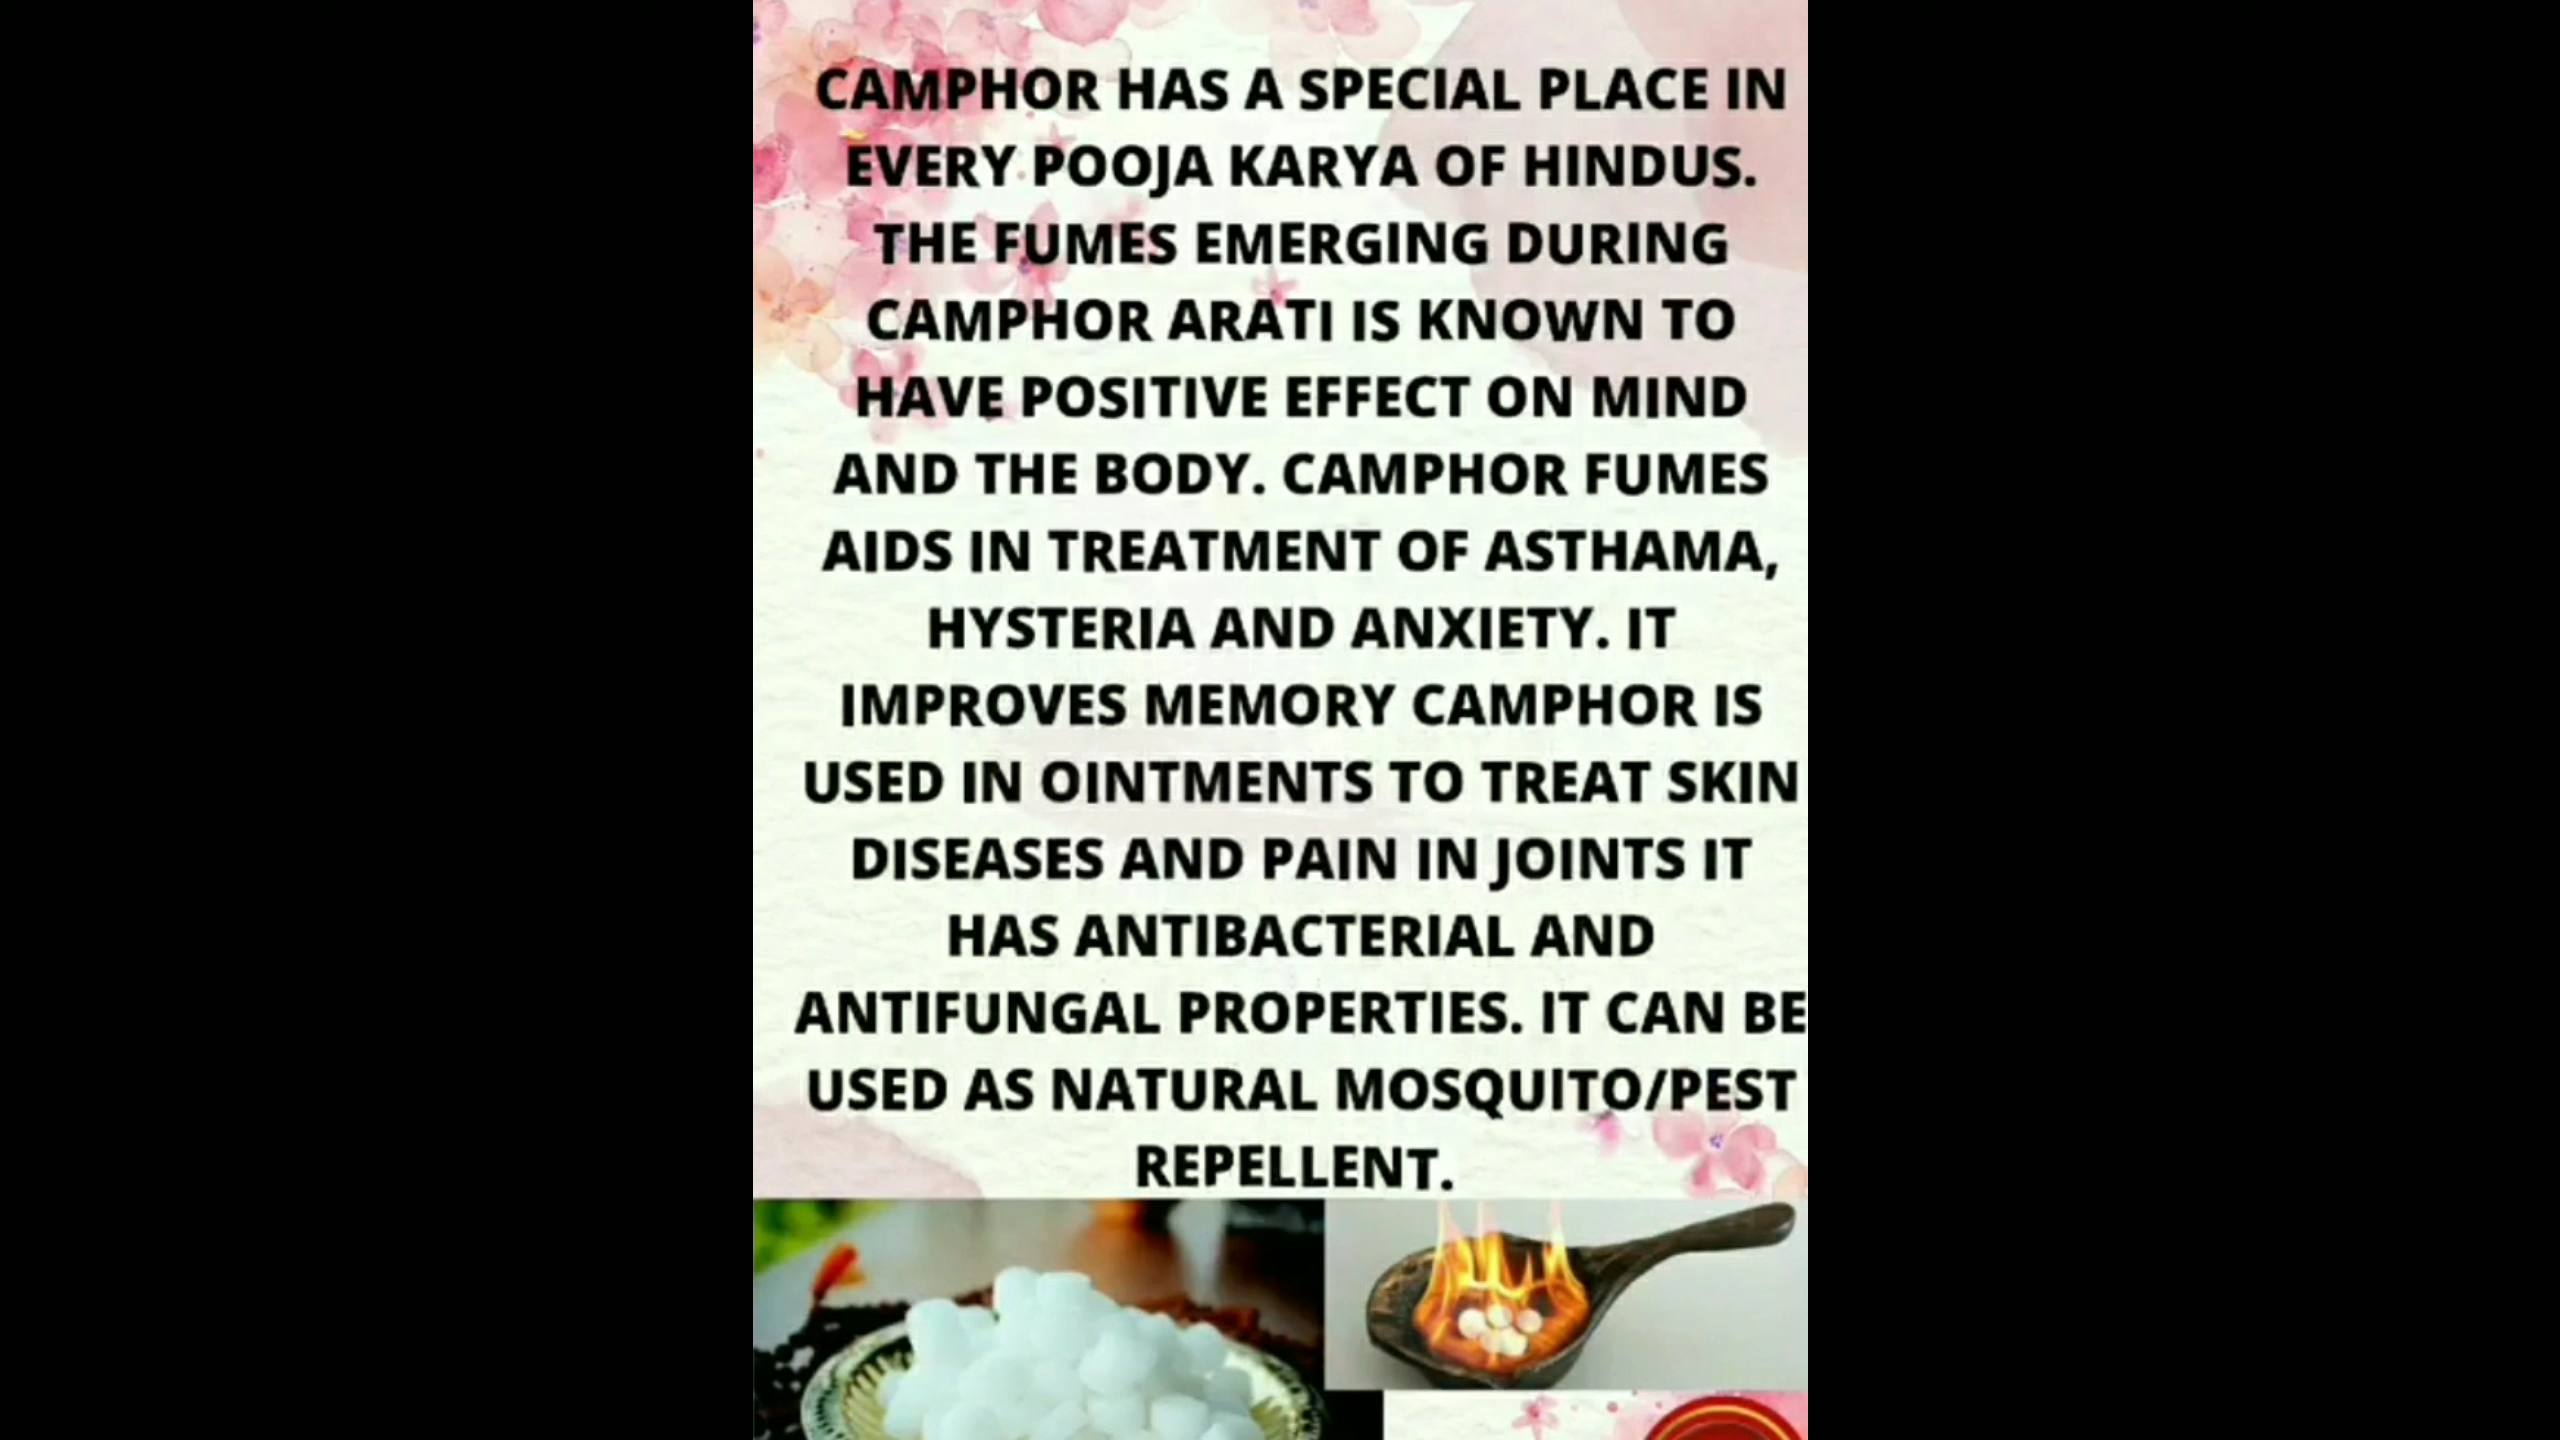 CAMPHOR HAS A SPECIAL PLACE IN
EVERY POOJA KARYA OF HINDUS.
THE FUMES EMERGING DURING
CAMPHOR ARATI IS KNOWN TO
HAVE POSITIVE EFFECT ON MIND
AND THE BODY. CAMPHOR FUMES
AIDS IN TREATMENT OF ASTHAMA,
HYSTERIA AND ANXIETY. IT
IMPROVES MEMORY CAMPHOR IS
USED IN OINTMENTS TO TREAT SKIN
DISEASES AND PAIN IN JOINTS IT
HAS ANTIBACTERIAL AND
ANTIFUNGAL PROPERTIES. IT CAN BE
USED AS NATURAL MOSQUITO/PEST
REPELLENT.